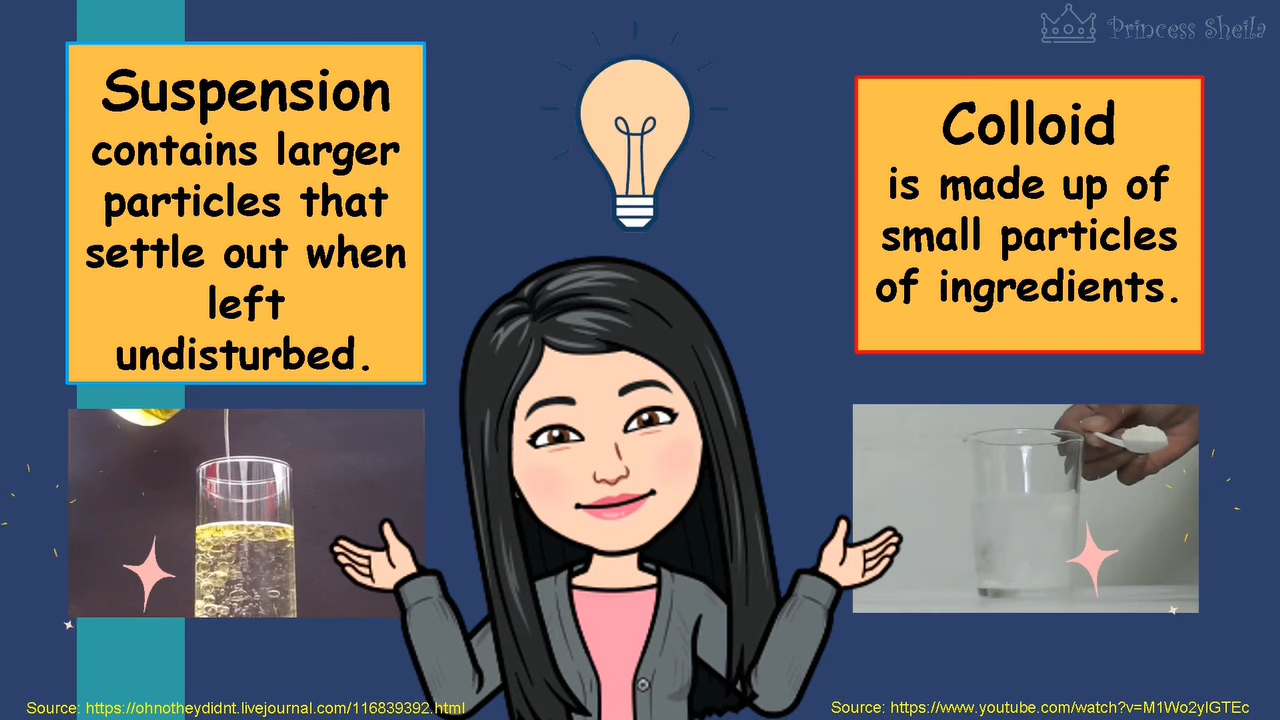 Princess Sheila
Suspension
contains larger
particles that
settle out when
left
undisturbed.
Colloid
is made up of
small particles
of ingredients.
Source: https://ohnotheydidnt.livejournal.com/116839392.html
Source: https://www.youtube.com/watch?v=M1Wo2ylGTEc